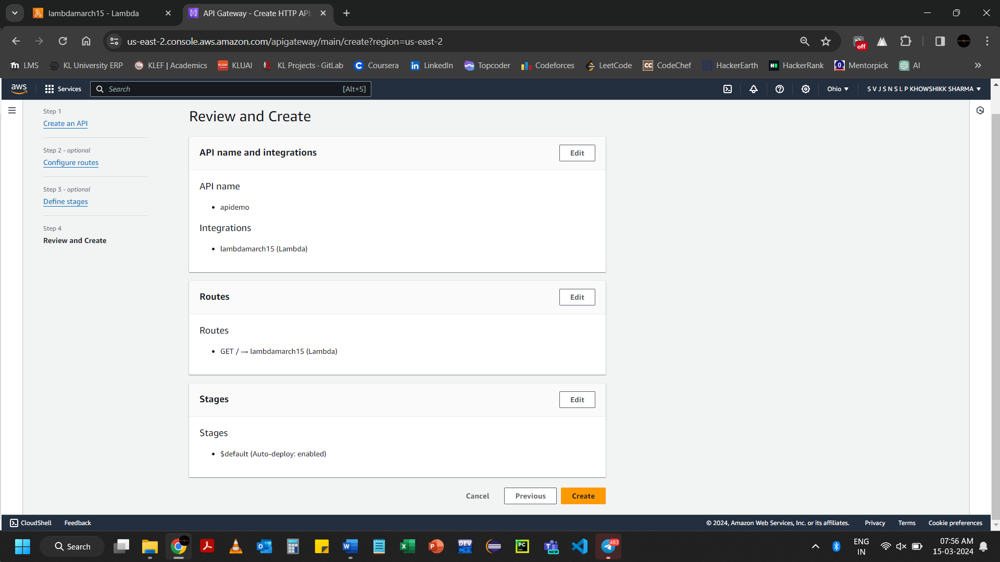 lambdamarch15 - Lambda
API Gateway - Create HTTP API
us-east-2.console.aws.amazon.com/apigateway/main/create?region=us-east-2
off
LMS
KL University ERP
KLEF | Academics
KLUAI
KLUAI
KL Projects · GitLab
Coursera
LinkedIn
Topcoder
Codeforces
LeetCode
CodeChef
HackerEarth
HackerRank
Mentorpick
AI
aws
Services
Search
[Alt+S]
Ohio
S V J S N S L P KHOWSHIKK SHARMA
Step 1
Create an API
Step 2 - optional
Configure routes
Step 3 - optional
Define stages
Step 4
Review and Create
Review and Create
API name and integrations
Edit
API name
• apidemo
Integrations
• lambdamarch15 (Lambda)
Routes
Edit
Routes
• GET / → lambdamarch15 (Lambda)
Stages
Edit
Stages
• $default (Auto-deploy: enabled)
Cancel
Previous
Create
CloudShell
Feedback
© 2024, Amazon Web Services, Inc. or its affiliates.
Privacy
Terms
Cookie preferences
Search
DEV
PC
NEW
483
ENG
IN
07:56 AM
15-03-2024